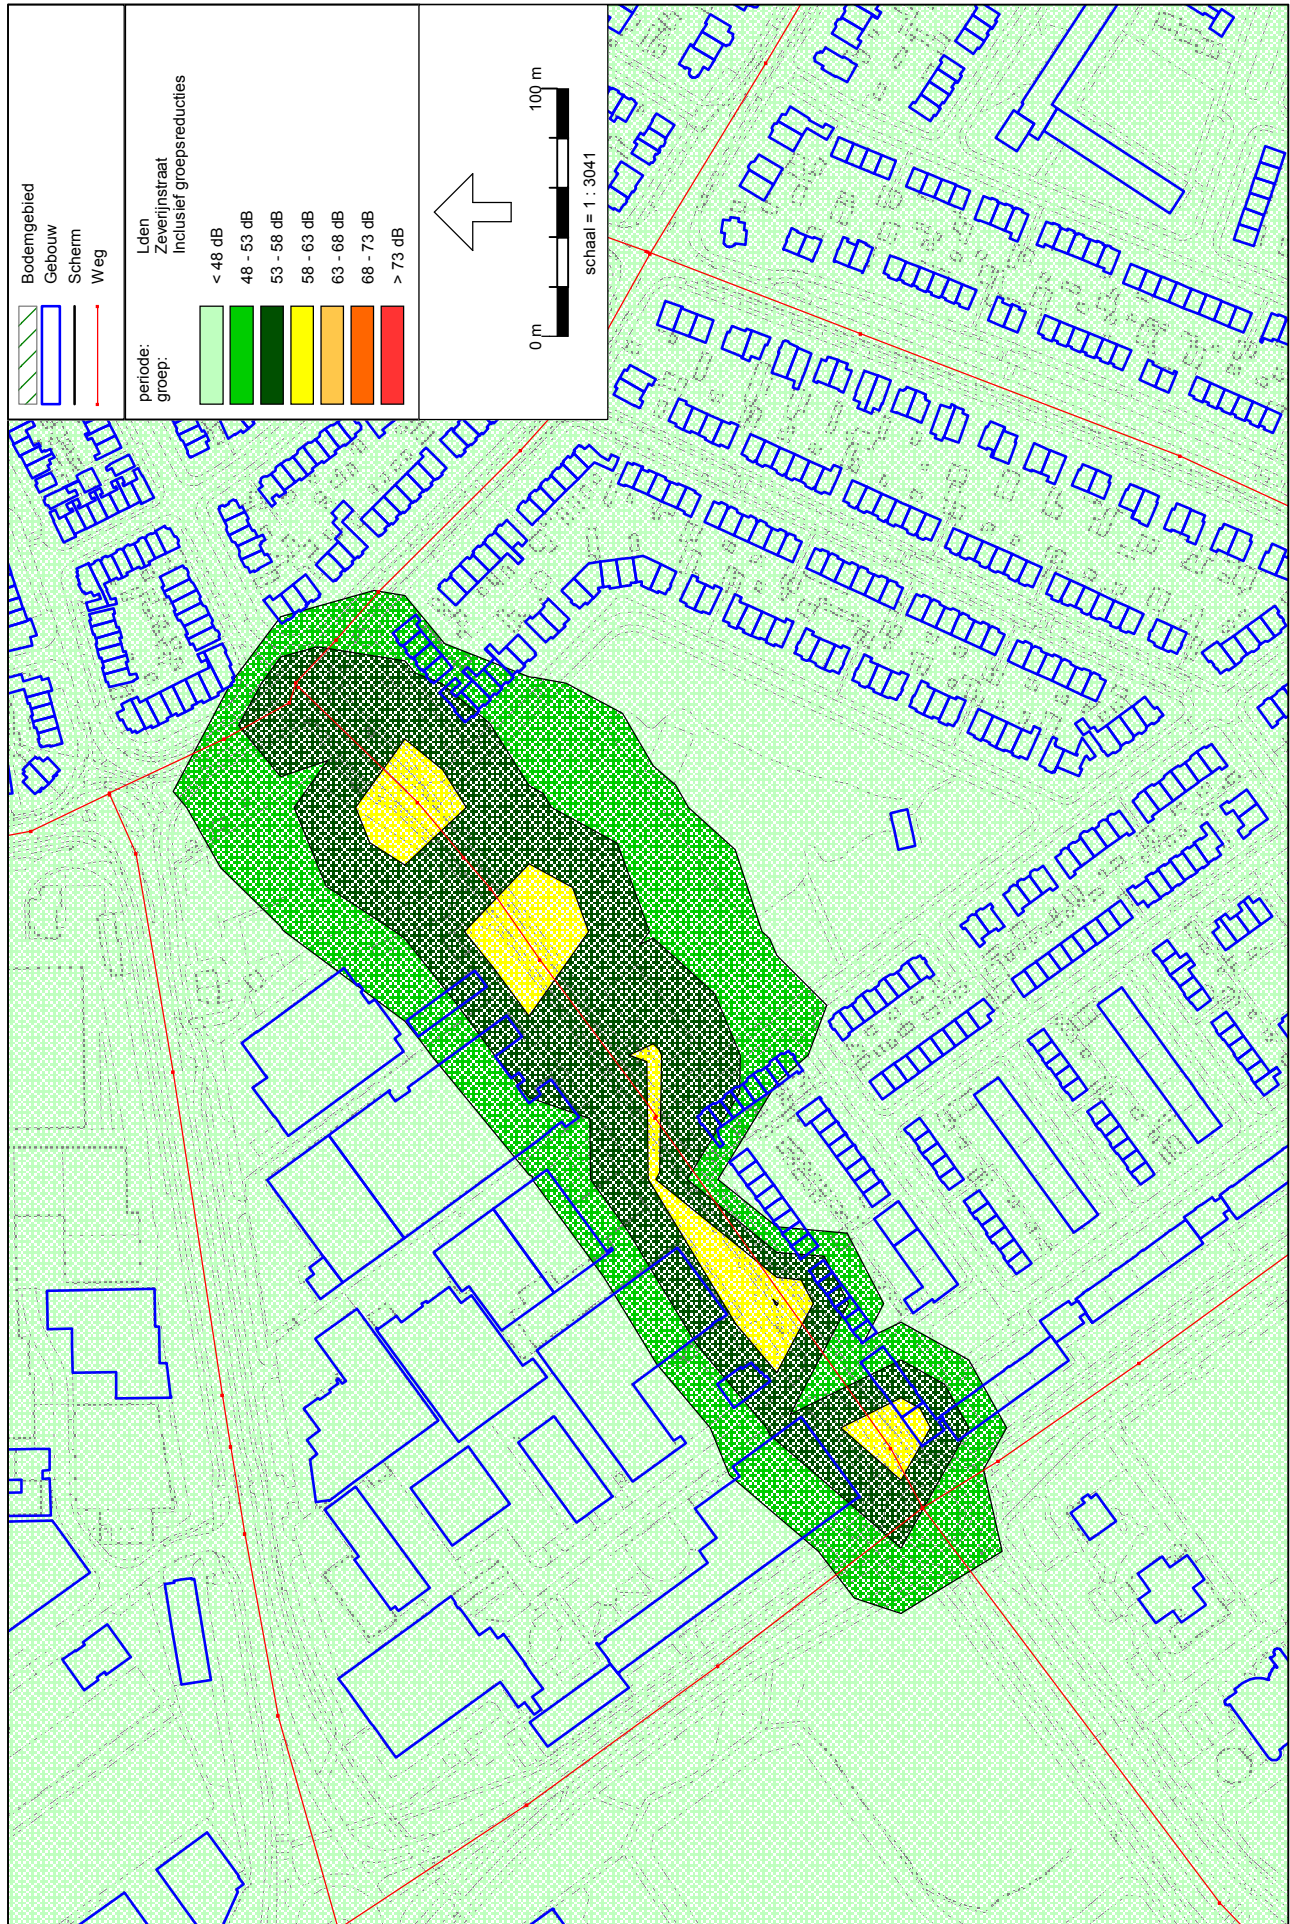 Bodemgebied
Gebouw
Scherm
Weg
periode: Lden
groep: Zeverijnstraat
Inclusief groepsreducties
< 48 dB
48 - 53 dB
53 - 58 dB
58 - 63 dB
63 - 68 dB
68 - 73 dB
> 73 dB
0 m 100 m
schaal = 1 : 3041